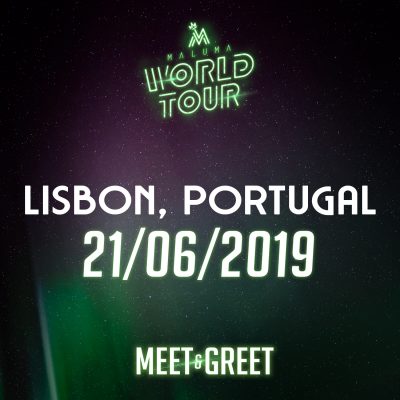 MALUMA
WORLD
TOUR
LISBON, PORTUGAL
21/06/2019
MEET & GREET